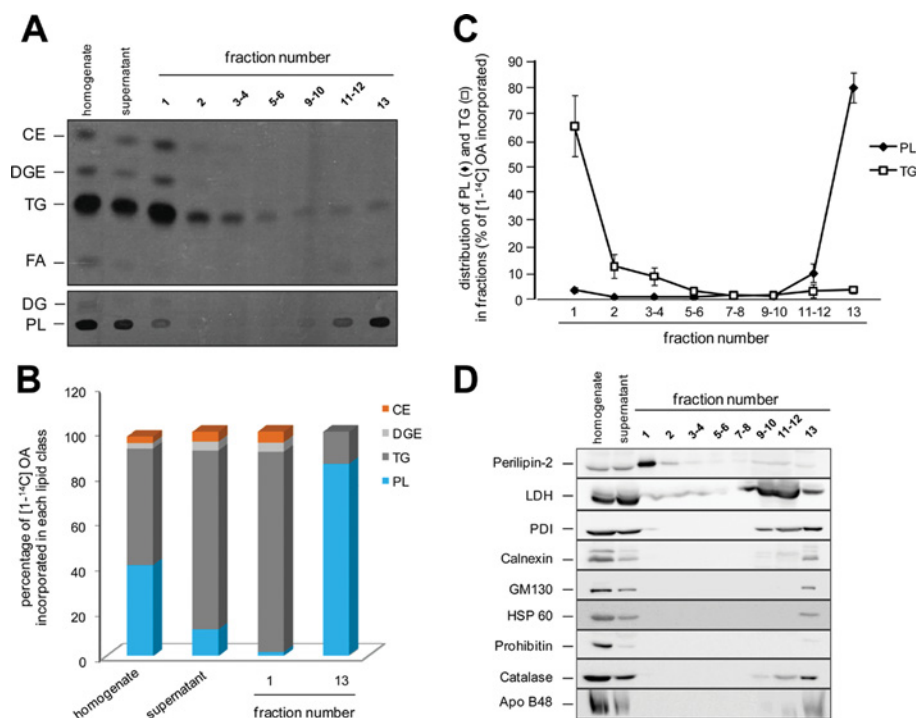 A
fraction number
homogenate
supernatant
1
2
3-4
5-6
9-10
11-12
13
CE
DGE
TG
FA
DG
PL
B
percentage of [1-¹⁴C] OA
incorporated in each lipid class
120
100
80
60
40
20
0
CE
DGE
TG
PL
homogenate
supernatant
1
13
fraction number
C
distribution of PL (♦) and TG (□)
in fractions (% of [1-¹⁴C] OA incorporated)
90
80
70
60
50
40
30
20
10
0
PL
TG
1
2
3-4
5-6
7-8
9-10
11-12
13
fraction number
D
fraction number
homogenate
supernatant
1
2
3-4
5-6
7-8
9-10
11-12
13
Perilipin-2
LDH
PDI
Calnexin
GM130
HSP 60
Prohibitin
Catalase
Apo B48